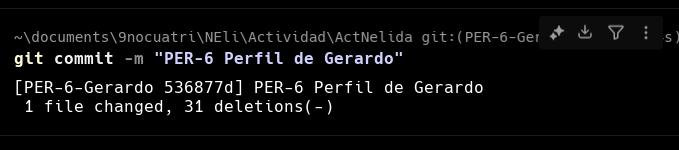 ~\documents\9nocuatri\NEli\Actividad\ActNelida git:(PER-6-Ger
git commit -m "PER-6 Perfil de Gerardo"
[PER-6-Gerardo 536877d] PER-6 Perfil de Gerardo
1 file changed, 31 deletions(-)